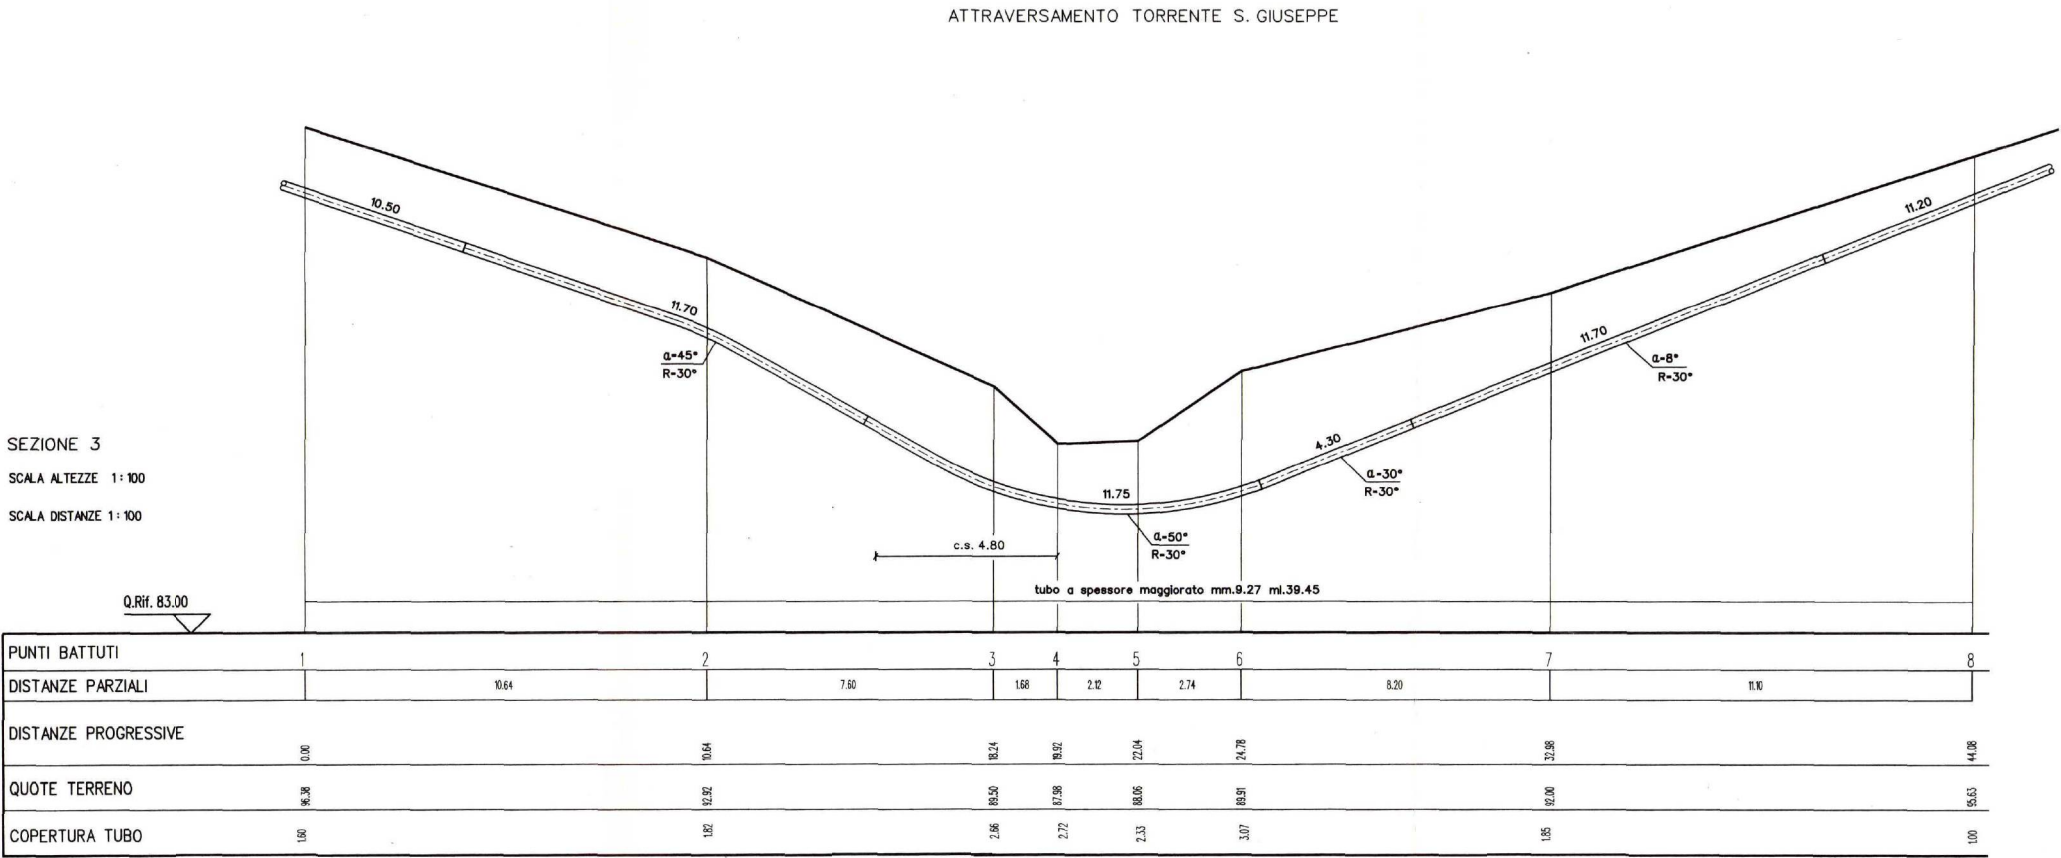 ATTRAVERSAMENTO TORRENTE S. GIUSEPPE
10.50
11.70
α=45°
R=30°
11.75
α=50°
R=30°
4.30
α=30°
R=30°
11.70
α=8°
R=30°
11.20
SEZIONE 3
SCALA ALTEZZE 1:100
SCALA DISTANZE 1:100
c.s. 4.80
tubo a spessore maggiorato mm.9.27 ml.39.45
Q.Rif. 83.00
PUNTI BATTUTI 1 2 3 4 5 6 7 8
DISTANZE PARZIALI 10.64 7.60 1.68 2.12 2.74 8.20 11.10
DISTANZE PROGRESSIVE 0.00 10.64 18.24 19.92 22.04 24.78 32.98 44.08
QUOTE TERRENO 96.38 92.92 89.50 87.98 88.06 89.91 92.00 95.63
COPERTURA TUBO 1.60 1.82 2.66 2.72 2.33 3.07 1.85 1.00